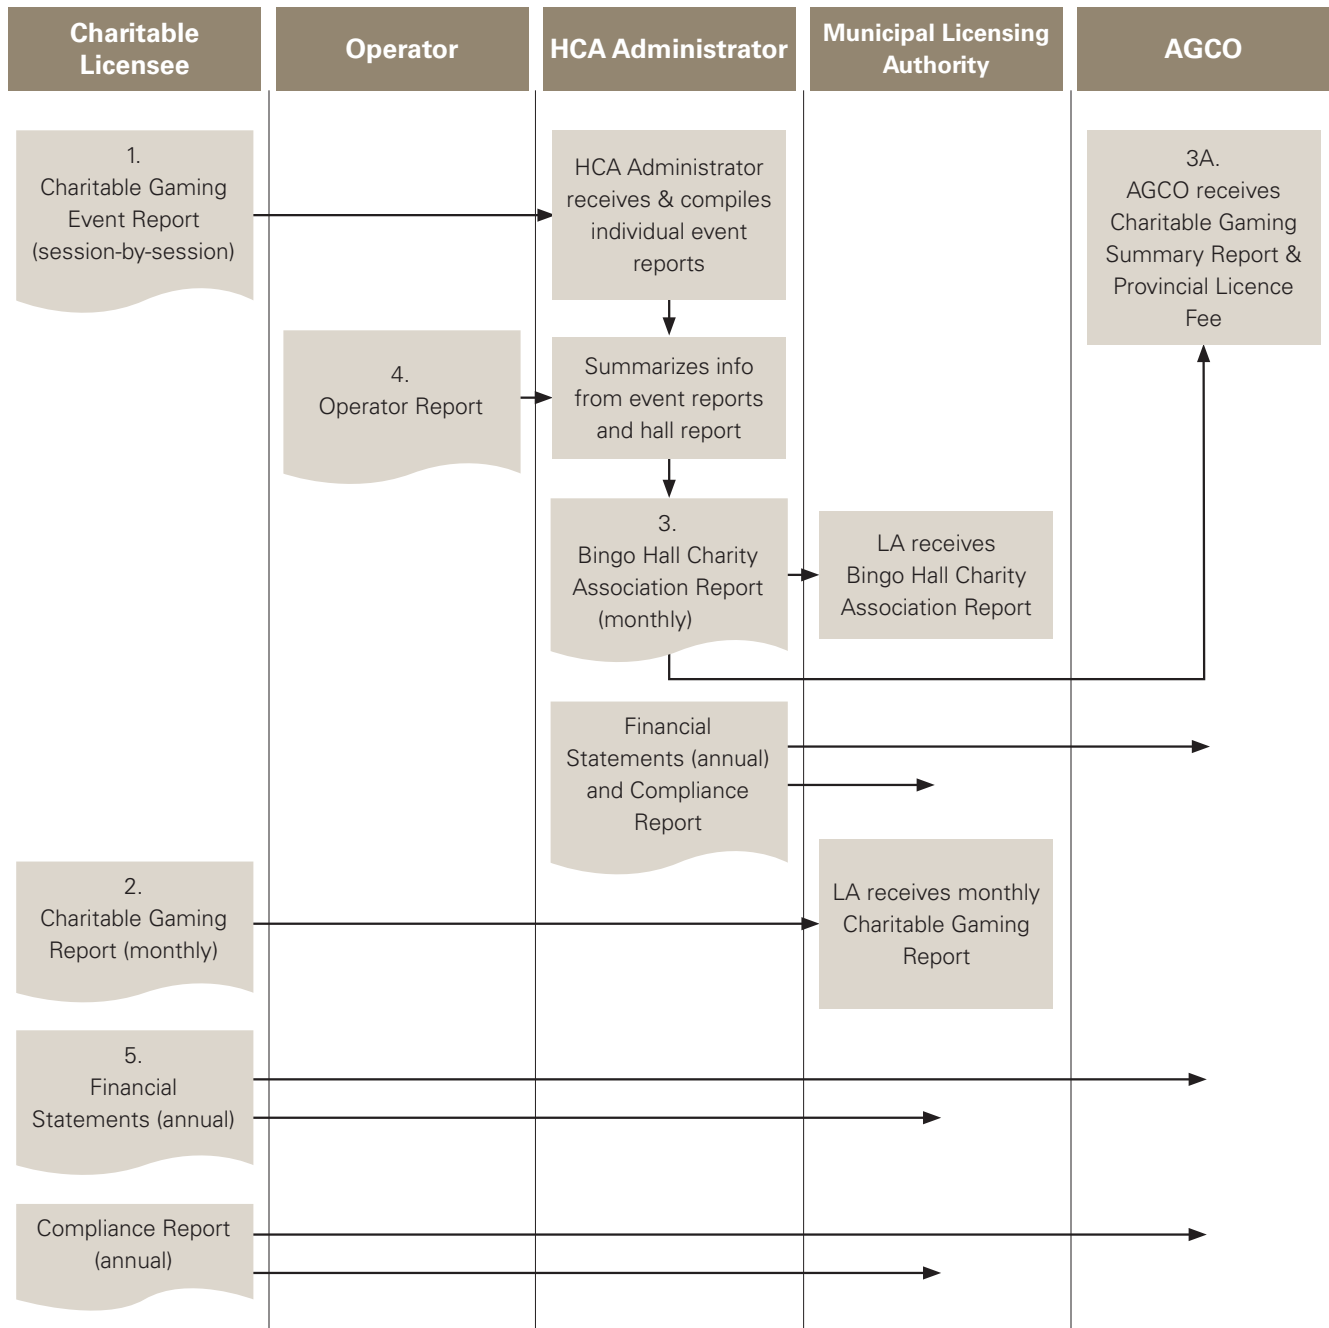 Charitable
Licensee
Operator
HCA Administrator
Municipal Licensing
Authority
AGCO
1.
Charitable Gaming
Event Report
(session-by-session)
HCA Administrator
receives & compiles
individual event
reports
3A.
AGCO receives
Charitable Gaming
Summary Report &
Provincial Licence
Fee
4.
Operator Report
Summarizes info
from event reports
and hall report
3.
Bingo Hall Charity
Association Report
(monthly)
LA receives
Bingo Hall Charity
Association Report
Financial
Statements (annual)
and Compliance
Report
2.
Charitable Gaming
Report (monthly)
LA receives monthly
Charitable Gaming
Report
5.
Financial
Statements (annual)
Compliance Report
(annual)